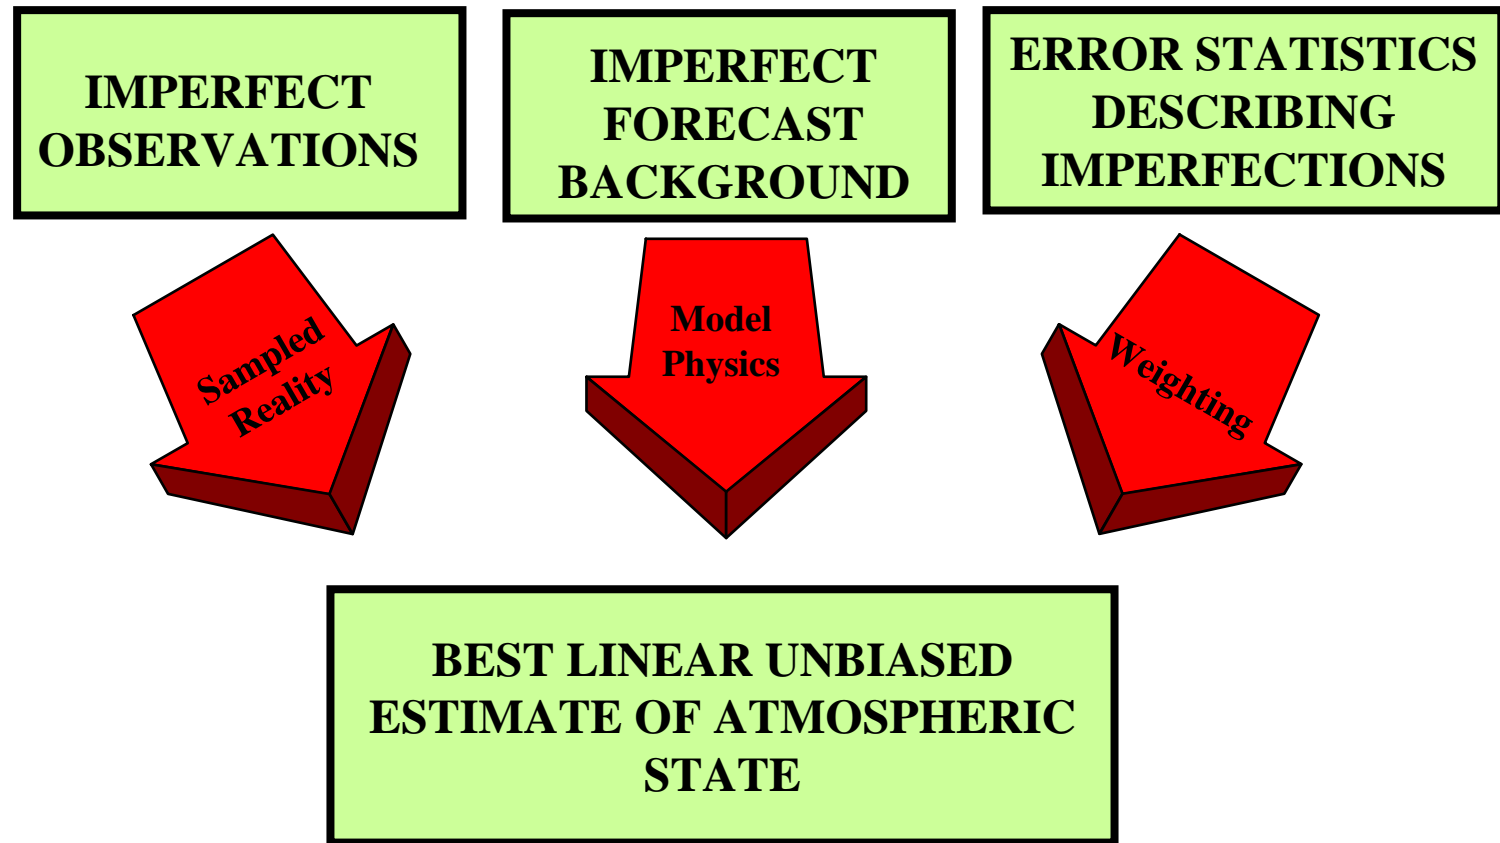 IMPERFECT
OBSERVATIONS
IMPERFECT
FORECAST
BACKGROUND
ERROR STATISTICS
DESCRIBING
IMPERFECTIONS
Sampled
Reality
Model
Physics
Weighting
BEST LINEAR UNBIASED
ESTIMATE OF ATMOSPHERIC
STATE